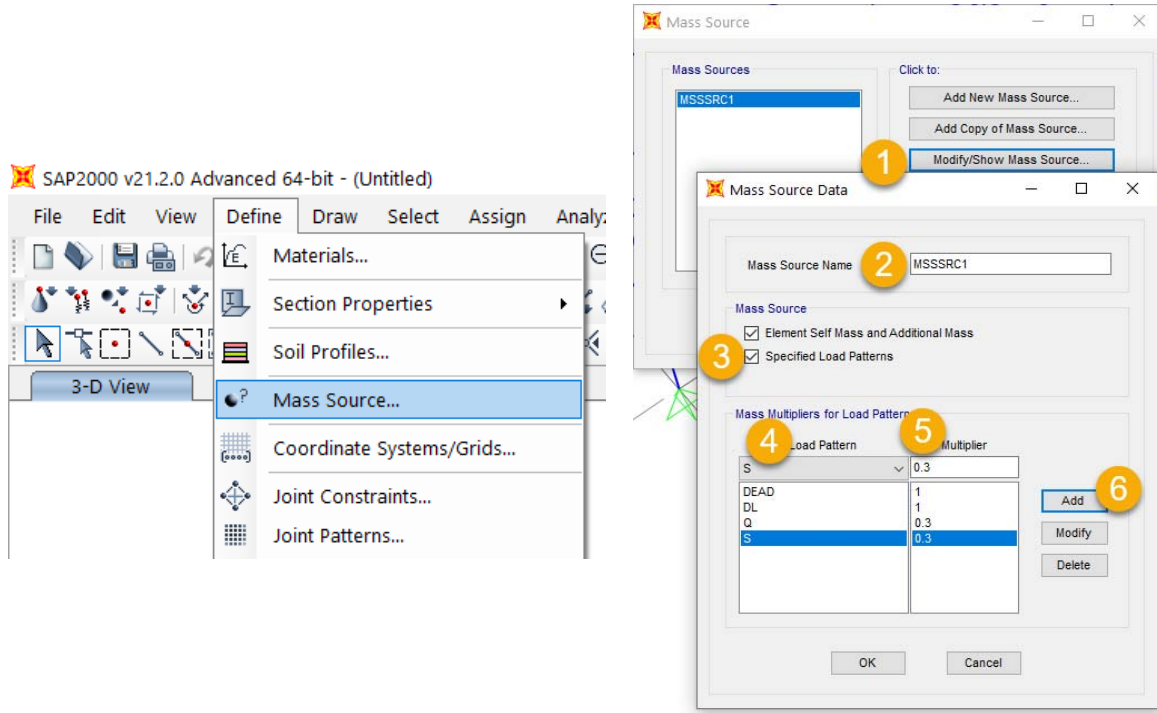 SAP2000 v21.2.0 Advanced 64-bit - (Untitled)
File Edit View Define Draw Select Assign
Materials...
Section Properties
Soil Profiles...
3-D View
Mass Source...
Coordinate Systems/Grids...
Joint Constraints...
Joint Patterns...
Mass Source
Mass Sources
MSSSRC1
Click to:
Add New Mass Source...
Add Copy of Mass Source...
1
Modify/Show Mass Source...
Mass Source Data
Mass Source Name
2
MSSSRC1
Mass Source
Element Self Mass and Additional Mass
3
Specified Load Patterns
Mass Multipliers for Load Pattern
4
Load Pattern
5
Multiplier
S
0.3
DEAD 1
DL 1
Q 0.3
S 0.3
Add
6
Modify
Delete
OK
Cancel